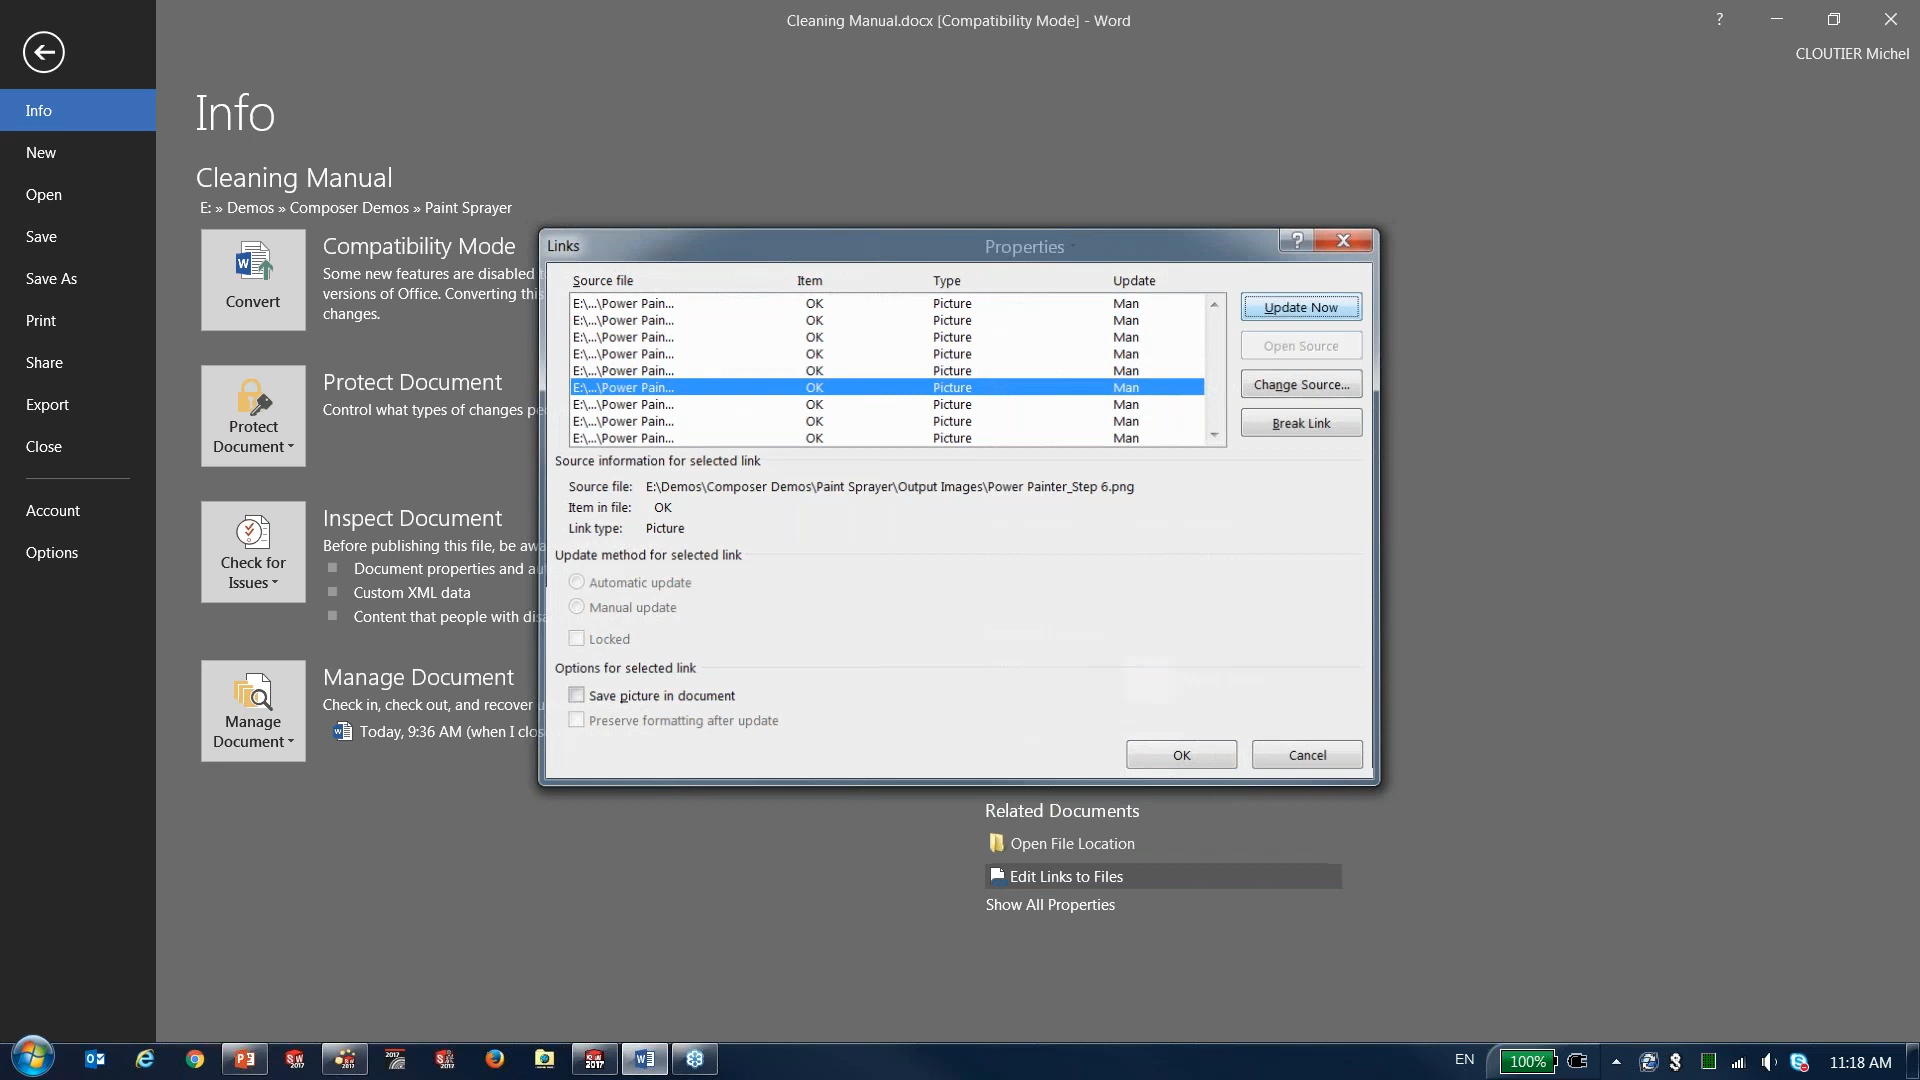 Cleaning Manual.docx [Compatibility Mode] - Word
?
CLOUTIER Michel
Info
New
Open
Save
Save As
Print
Share
Export
Close
Account
Options
Info
Cleaning Manual
E: » Demos » Composer Demos » Paint Sprayer
Convert
Compatibility Mode
Some new features are disabled
versions of Office. Converting this
changes.
Protect
Document
Protect Document
Control what types of changes
Check for
Issues
Inspect Document
Before publishing this file, be
Document properties and
Custom XML data
Content that people with
Manage
Document
Manage Document
Check in, check out, and recover
Today, 9:36 AM (when I
Links
Properties
?
Source file Item Type Update
E:\...\Power Pain... OK Picture Man
E:\...\Power Pain... OK Picture Man
E:\...\Power Pain... OK Picture Man
E:\...\Power Pain... OK Picture Man
E:\...\Power Pain... OK Picture Man
E:\...\Power Pain... OK Picture Man
E:\...\Power Pain... OK Picture Man
E:\...\Power Pain... OK Picture Man
E:\...\Power Pain... OK Picture Man
Update Now
Open Source
Change Source...
Break Link
Source information for selected link
Source file: E:\Demos\Composer Demos\Paint Sprayer\Output Images\Power Painter_Step 6.png
Item in file: OK
Link type: Picture
Update method for selected link
Automatic update
Manual update
Locked
Options for selected link
Save picture in document
Preserve formatting after update
OK
Cancel
Related Documents
Open File Location
Edit Links to Files
Show All Properties
EN
100%
11:18 AM